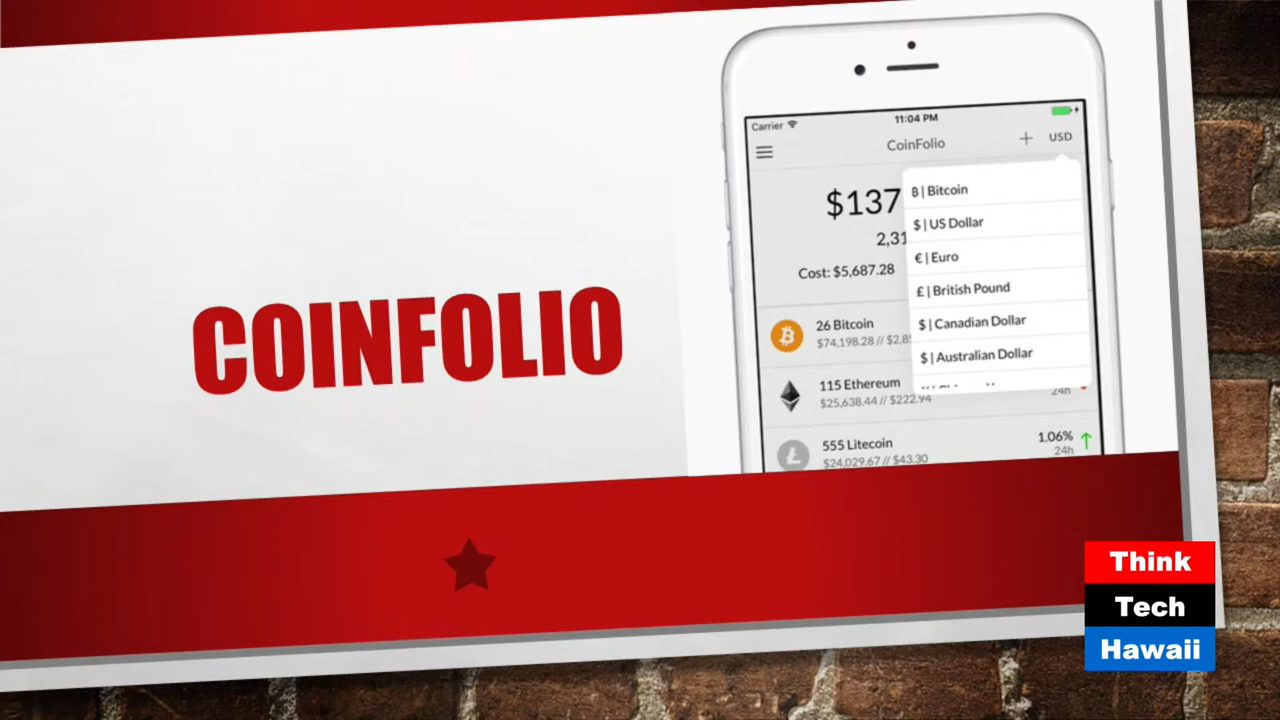 COINFOLIO
Carrier
11:04 PM
CoinFolio
+ USD
$137
2,31
Cost: $5,687.28
฿ | Bitcoin
$ | US Dollar
€ | Euro
£ | British Pound
$ | Canadian Dollar
$ | Australian Dollar
26 Bitcoin
$74,198.28 // $2,8
115 Ethereum
$25,638.44 // $222.94
24h
555 Litecoin
$24,029.67 // $43.30
1.06%
24h
Think
Tech
Hawaii